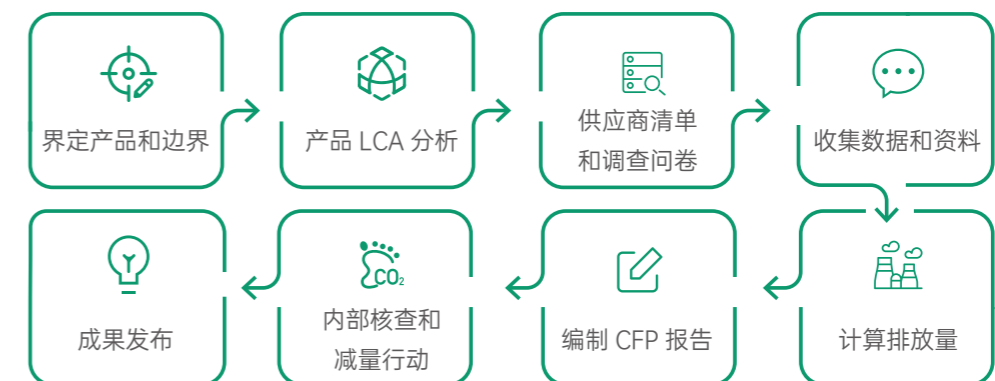 界定产品和边界
产品 LCA 分析
供应商清单
和调查问卷
收集数据和资料
计算排放量
编制 CFP 报告
CO₂
内部核查和
减量行动
成果发布